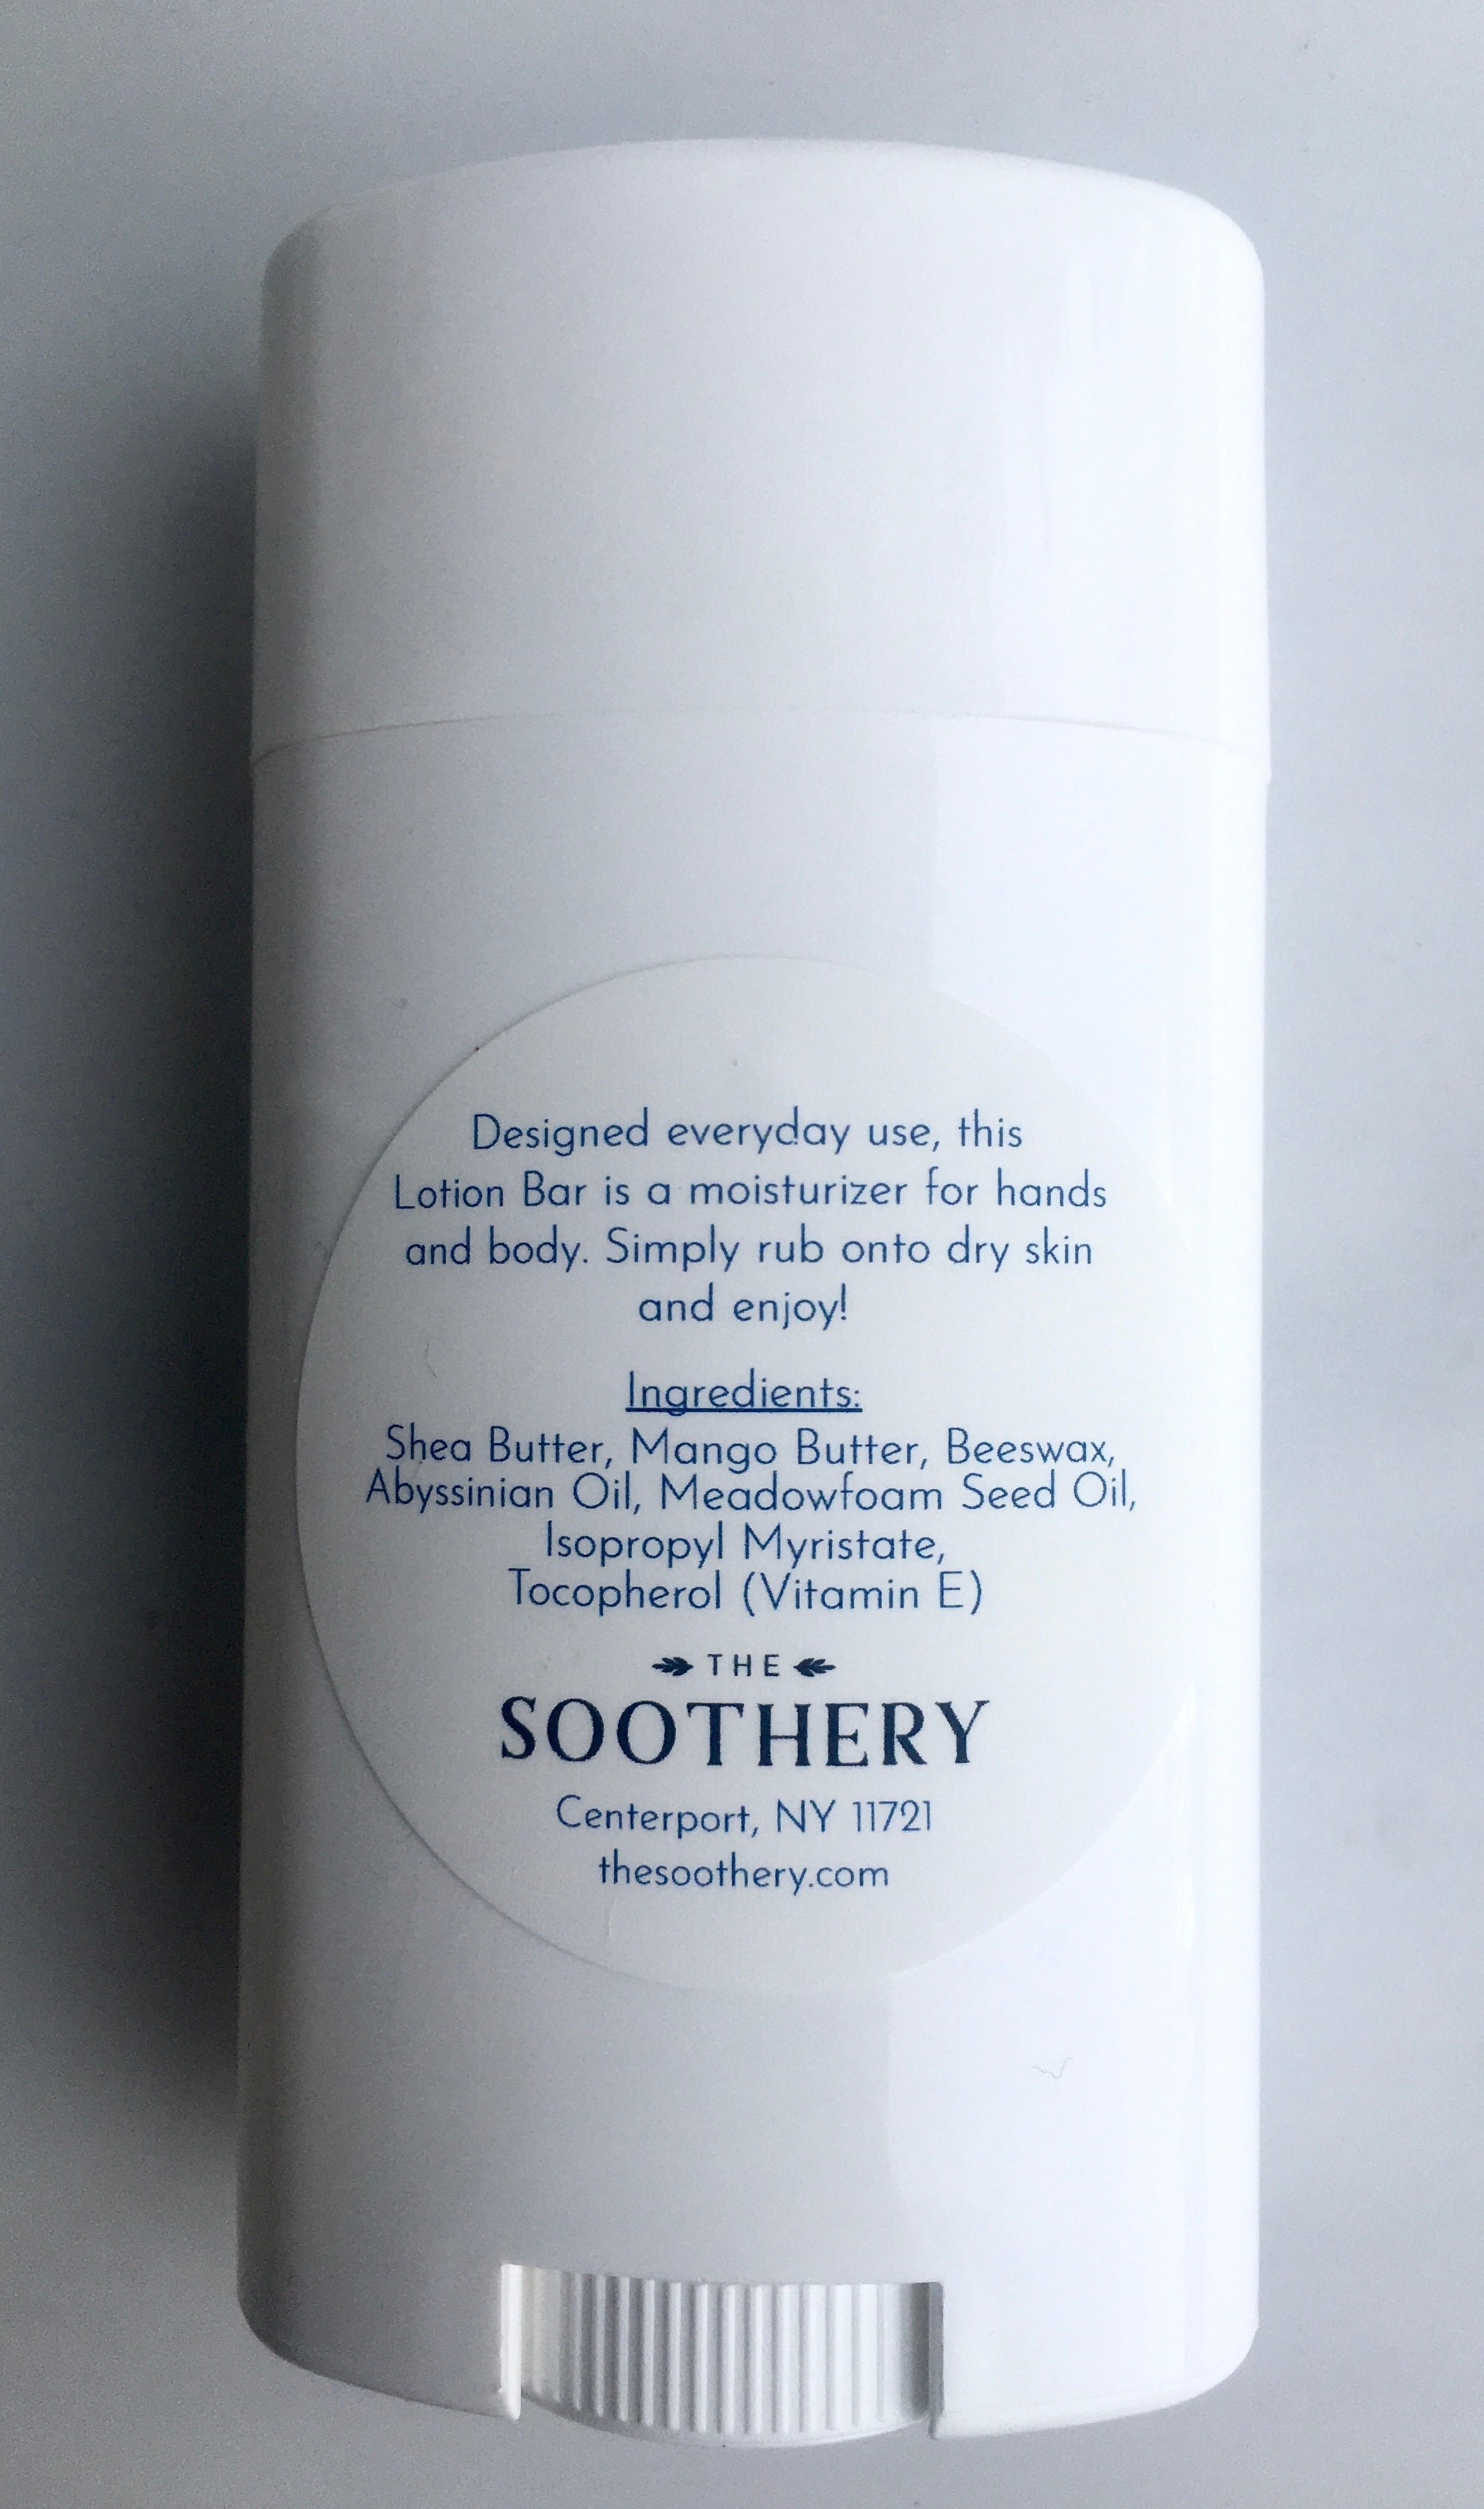 Designed everyday use, this
Lotion Bar is a moisturizer for hands
and body. Simply rub onto dry skin
and enjoy!
Ingredients:
Shea Butter, Mango Butter, Beeswax,
Abyssinian Oil, Meadowfoam Seed Oil,
Isopropyl Myristate,
Tocopherol (Vitamin E)
THE
SOOTHERY
Centerport, NY 11721
thesoothery.com